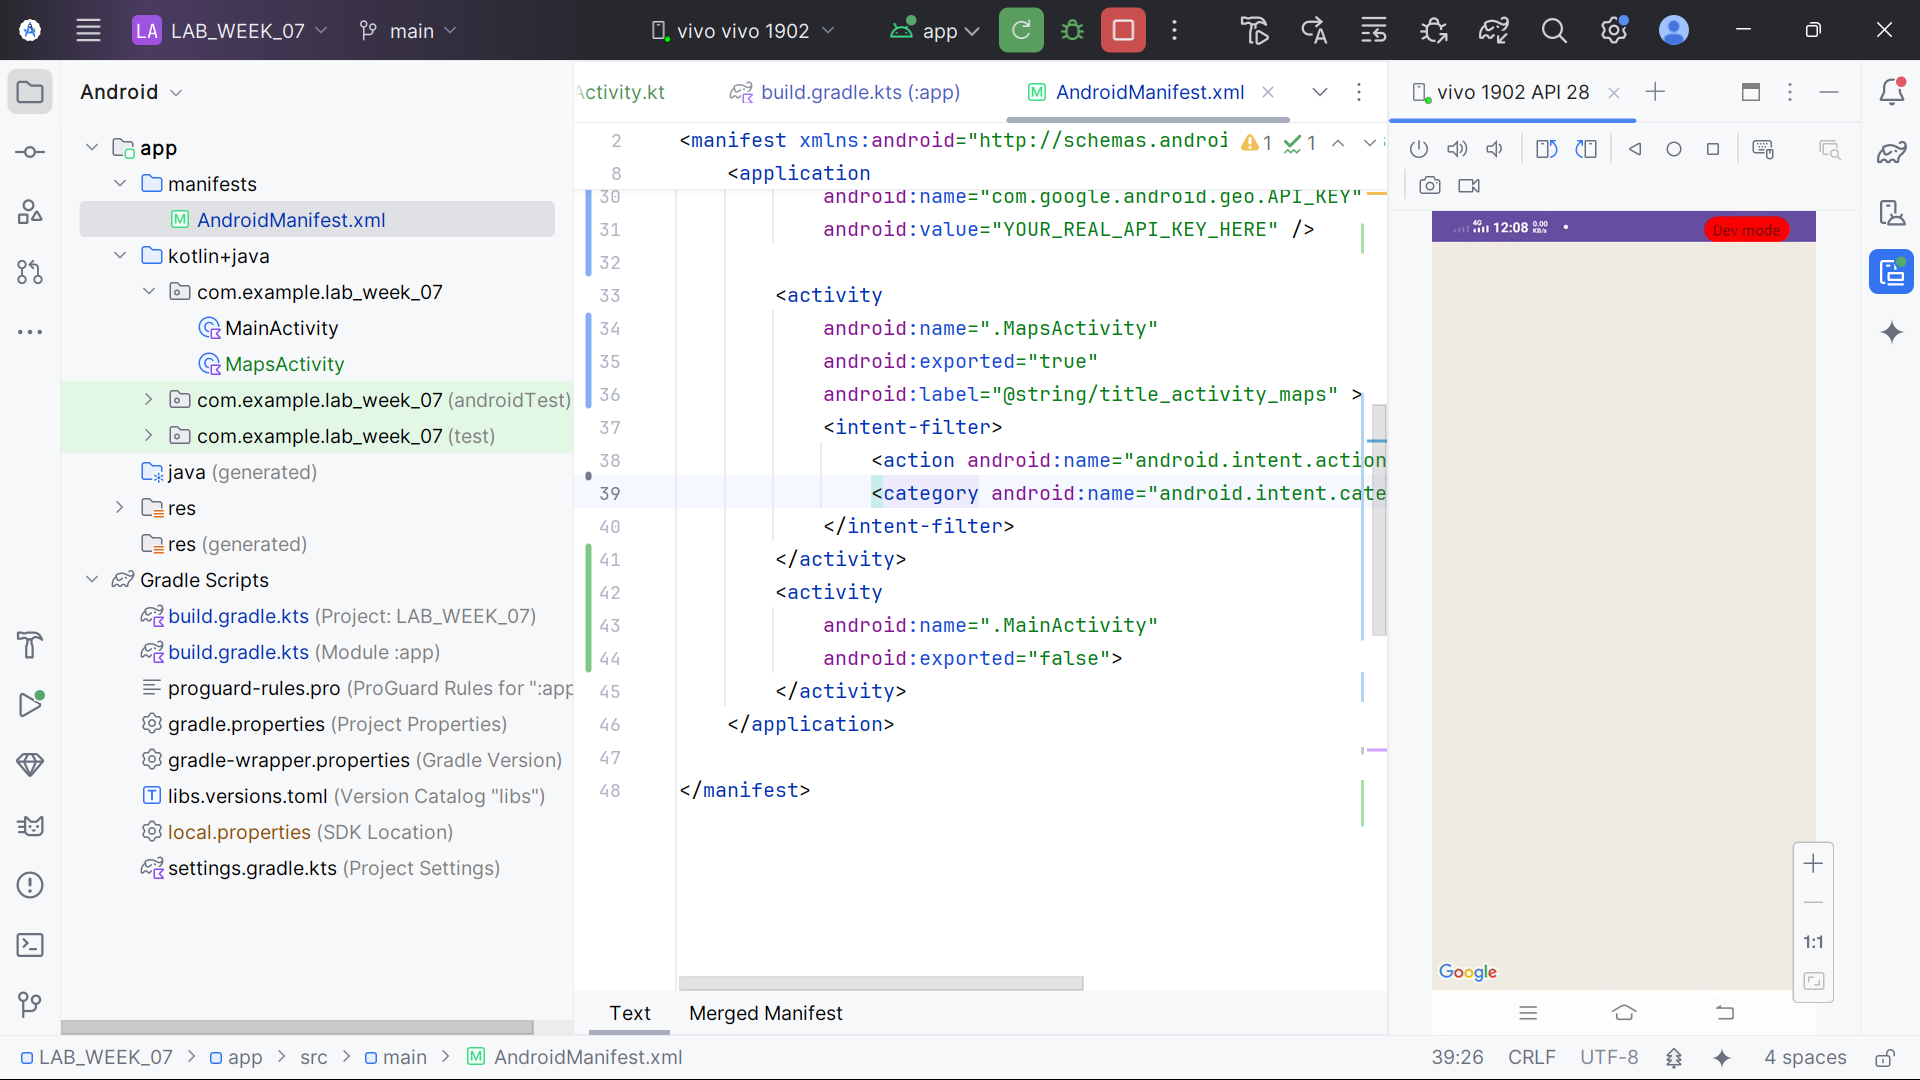 LA LAB_WEEK_07 main vivo vivo 1902 app
Android
app
manifests
AndroidManifest.xml
kotlin+java
com.example.lab_week_07
MainActivity
MapsActivity
com.example.lab_week_07 (androidTest)
com.example.lab_week_07 (test)
java (generated)
res
res (generated)
Gradle Scripts
build.gradle.kts (Project: LAB_WEEK_07)
build.gradle.kts (Module :app)
proguard-rules.pro (ProGuard Rules for ":app
gradle.properties (Project Properties)
gradle-wrapper.properties (Gradle Version)
libs.versions.toml (Version Catalog "libs")
local.properties (SDK Location)
settings.gradle.kts (Project Settings)
Activity.kt build.gradle.kts (:app) AndroidManifest.xml
2 <manifest xmlns:android="http://schemas.androi 1 1
8 <application
30 android:name="com.google.android.geo.API_KEY"
31 android:value="YOUR_REAL_API_KEY_HERE" />
32
33 <activity
34 android:name=".MapsActivity"
35 android:exported="true"
36 android:label="@string/title_activity_maps" >
37 <intent-filter>
38 <action android:name="android.intent.action
39 <category android:name="android.intent.cate
40 </intent-filter>
41 </activity>
42 <activity
43 android:name=".MainActivity"
44 android:exported="false">
45 </activity>
46 </application>
47
48 </manifest>
Text Merged Manifest
vivo 1902 API 28
4G 12:08 0.00 KB/s Dev mode
1:1
Google
LAB_WEEK_07 > app > src > main > AndroidManifest.xml 39:26 CRLF UTF-8 4 spaces